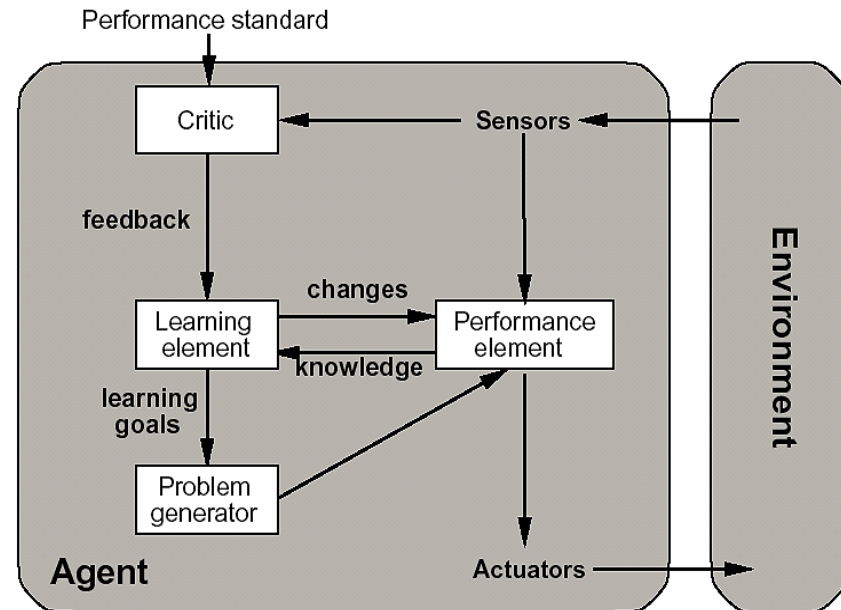 Performance standard
Critic
Sensors
feedback
changes
Learning
element
Performance
element
knowledge
learning
goals
Problem
generator
Agent
Actuators
Environment